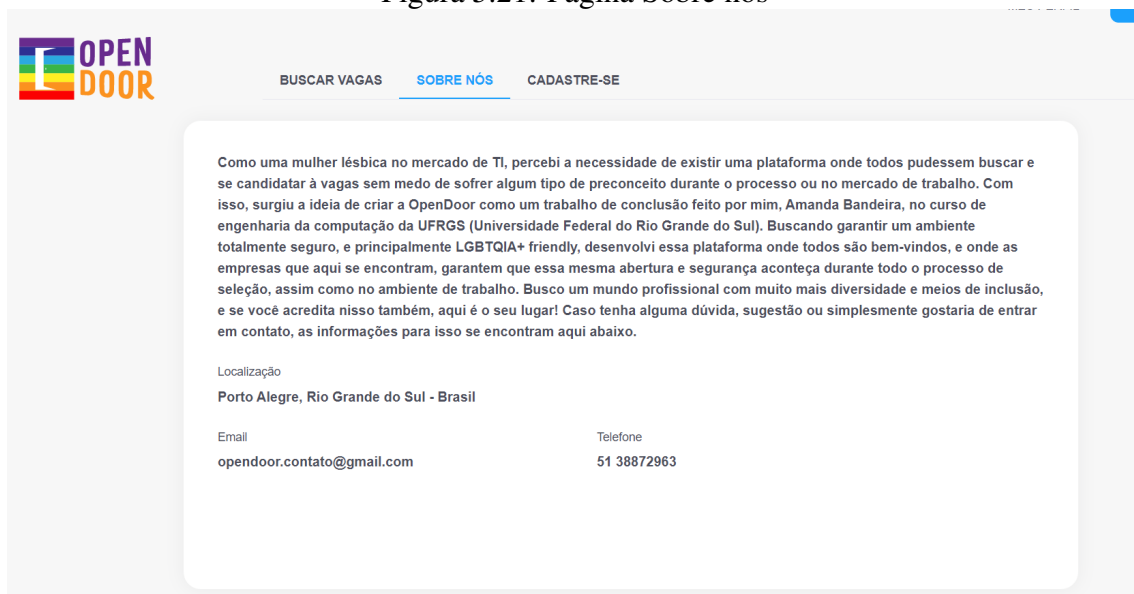 Figura 5.21: Página Sobre nós
OPEN
DOOR
BUSCAR VAGAS SOBRE NÓS CADASTRE-SE
Como uma mulher lésbica no mercado de TI, percebi a necessidade de existir uma plataforma onde todos pudessem buscar e
se candidatar à vagas sem medo de sofrer algum tipo de preconceito durante o processo ou no mercado de trabalho. Com
isso, surgiu a ideia de criar a OpenDoor como um trabalho de conclusão feito por mim, Amanda Bandeira, no curso de
engenharia da computação da UFRGS (Universidade Federal do Rio Grande do Sul). Buscando garantir um ambiente
totalmente seguro, e principalmente LGBTQIA+ friendly, desenvolvi essa plataforma onde todos são bem-vindos, e onde as
empresas que aqui se encontram, garantem que essa mesma abertura e segurança aconteça durante todo o processo de
seleção, assim como no ambiente de trabalho. Busco um mundo profissional com muito mais diversidade e meios de inclusão,
e se você acredita nisso também, aqui é o seu lugar! Caso tenha alguma dúvida, sugestão ou simplesmente gostaria de entrar
em contato, as informações para isso se encontram aqui abaixo.
Localização
Porto Alegre, Rio Grande do Sul - Brasil
Email Telefone
opendoor.contato@gmail.com 51 38872963